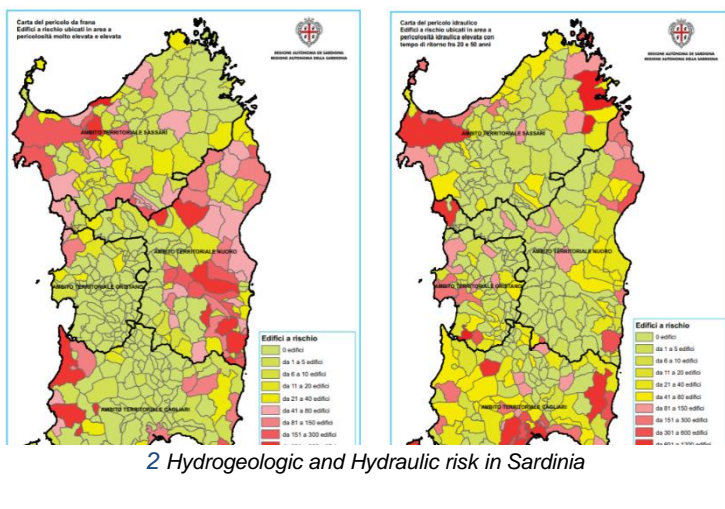 Carta del pericolo da frana
Edifici a rischio ubicati in area a
pericolosità molto elevata e elevata
REGIONE AUTÒNOMA DE SARDIGNA
REGIONE AUTONOMA DELLA SARDEGNA
AMBITO TERRITORIALE SASSARI
AMBITO TERRITORIALE NUORO
AMBITO TERRITORIALE ORISTANO
AMBITO TERRITORIALE CAGLIARI
Edifici a rischio
0 edifici
da 1 a 5 edifici
da 6 a 10 edifici
da 11 a 20 edifici
da 21 a 40 edifici
da 41 a 80 edifici
da 81 a 150 edifici
da 151 a 300 edifici
Carta del pericolo idraulico
Edifici a rischio ubicati in area a
pericolosità idraulica elevata con
tempo di ritorno fra 20 e 50 anni
REGIONE AUTÒNOMA DE SARDIGNA
REGIONE AUTONOMA DELLA SARDEGNA
AMBITO TERRITORIALE SASSARI
AMBITO TERRITORIALE NUORO
AMBITO TERRITORIALE ORISTANO
AMBITO TERRITORIALE CAGLIARI
Edifici a rischio
0 edifici
da 1 a 5 edifici
da 6 a 10 edifici
da 11 a 20 edifici
da 21 a 40 edifici
da 41 a 80 edifici
da 81 a 150 edifici
da 151 a 300 edifici
da 301 a 600 edifici
da 601 a 1200 edifici
2 Hydrogeologic and Hydraulic risk in Sardinia